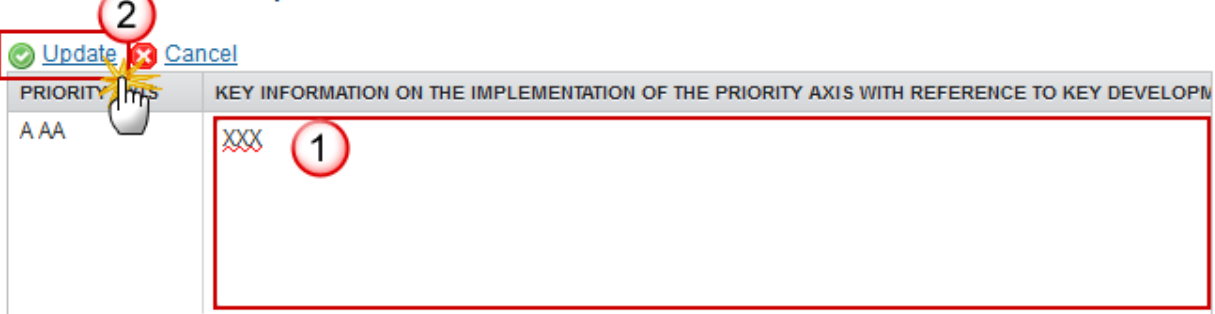 2
Update Cancel
PRIORITY AXIS KEY INFORMATION ON THE IMPLEMENTATION OF THE PRIORITY AXIS WITH REFERENCE TO KEY DEVELOPM
A AA XXX 1